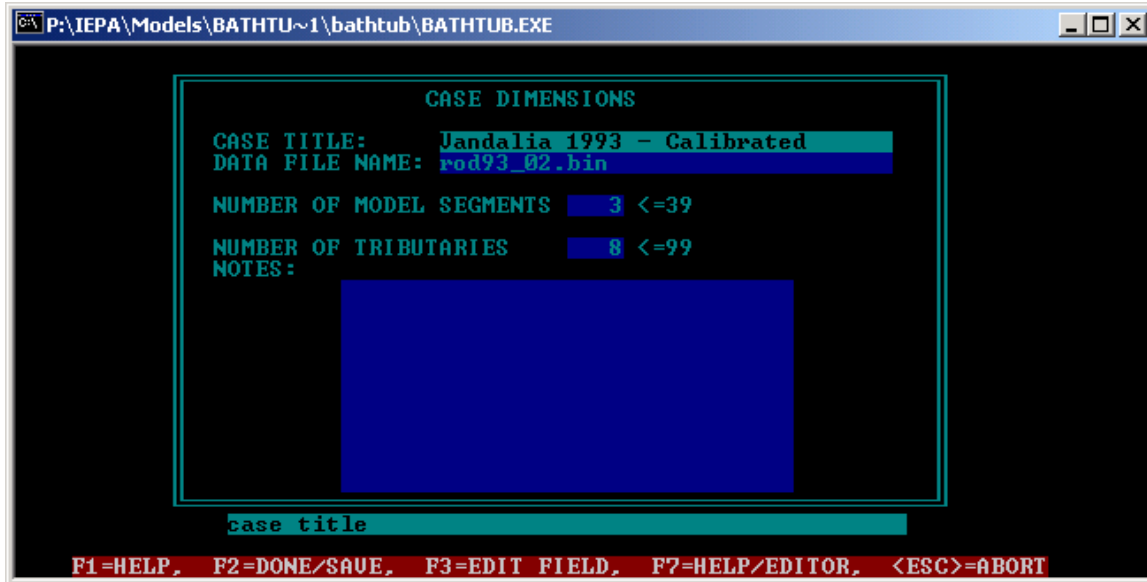 P:\IEPA\Models\BATHTU~1\bathtub\BATHTUB.EXE
CASE DIMENSIONS
CASE TITLE: Vandalia 1993 - Calibrated
DATA FILE NAME: rod93_02.bin
NUMBER OF MODEL SEGMENTS 3 <=39
NUMBER OF TRIBUTARIES 8 <=99
NOTES:
case title
F1=HELP, F2=DONE/SAVE, F3=EDIT FIELD, F7=HELP/EDITOR, <ESC>=ABORT